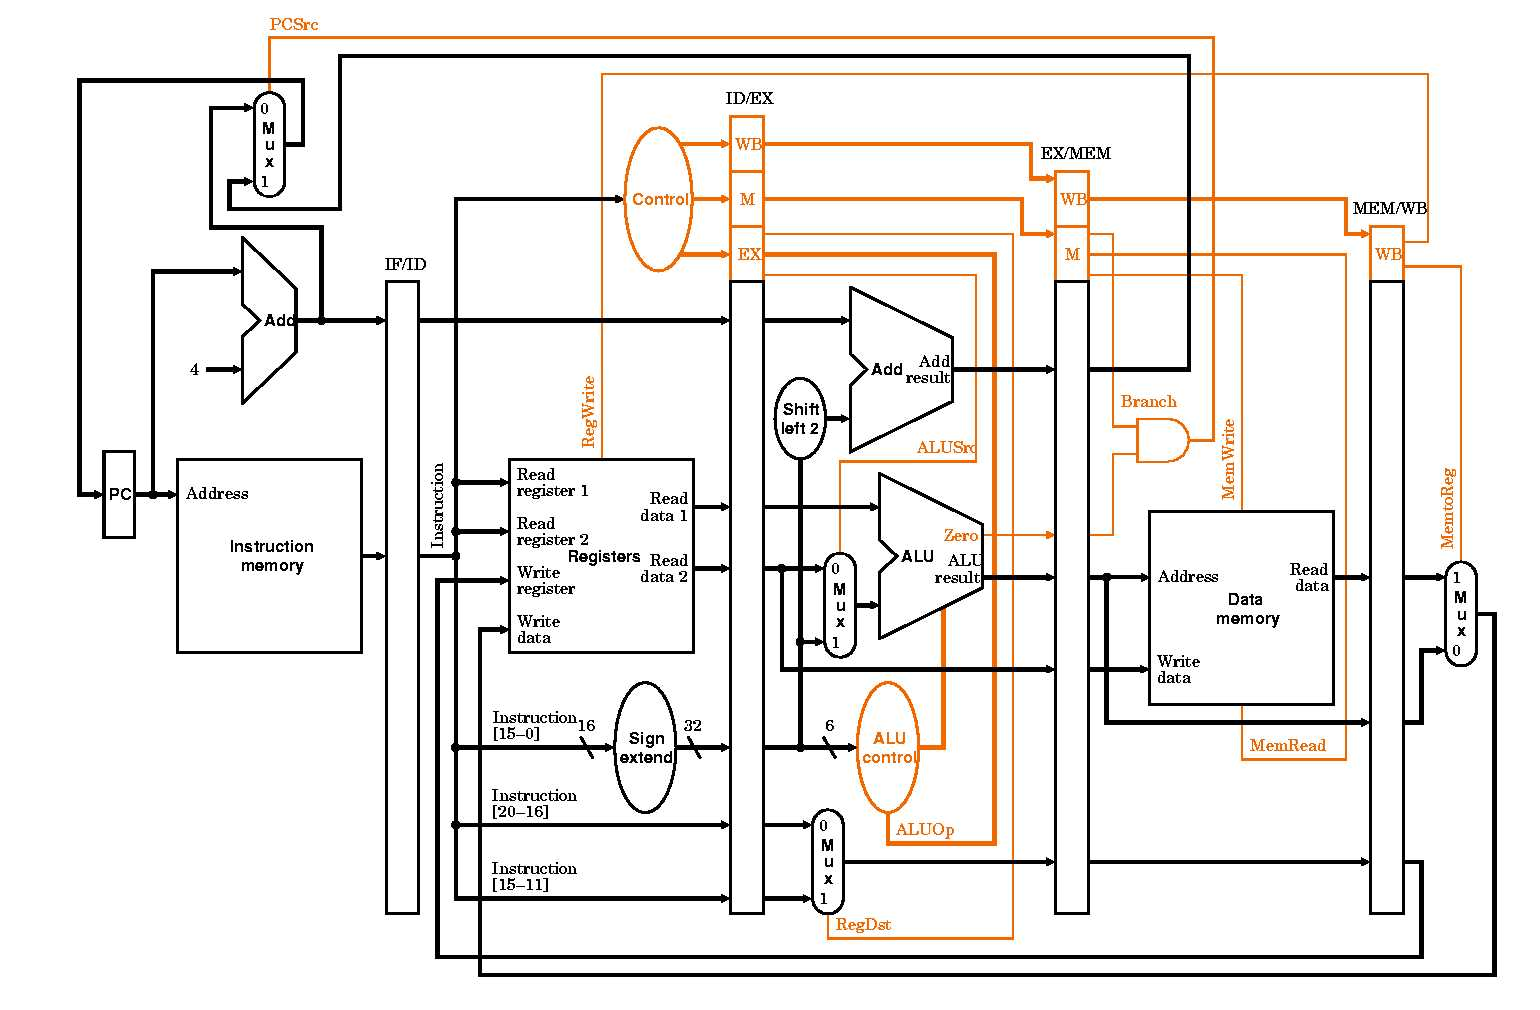 PCSrc
ID/EX
0
M
u
x
1
WB
EX/MEM
Control
M
WB
MEM/WB
EX
M
WB
IF/ID
Add
4
Add
Add
result
Shift
left 2
RegWrite
Branch
ALUSrc
MemWrite
MemtoReg
Instruction
PC
Address
Instruction
memory
Read
register 1
Read
register 2
Write
register
Write
data
Registers
Read
data 1
Read
data 2
0
M
u
x
1
Zero
ALU
ALU
result
Address
Read
data
Data
memory
Write
data
1
M
u
x
0
Instruction
[15–0]
16
Sign
extend
32
6
ALU
control
MemRead
Instruction
[20–16]
Instruction
[15–11]
0
M
u
x
1
ALUOp
RegDst